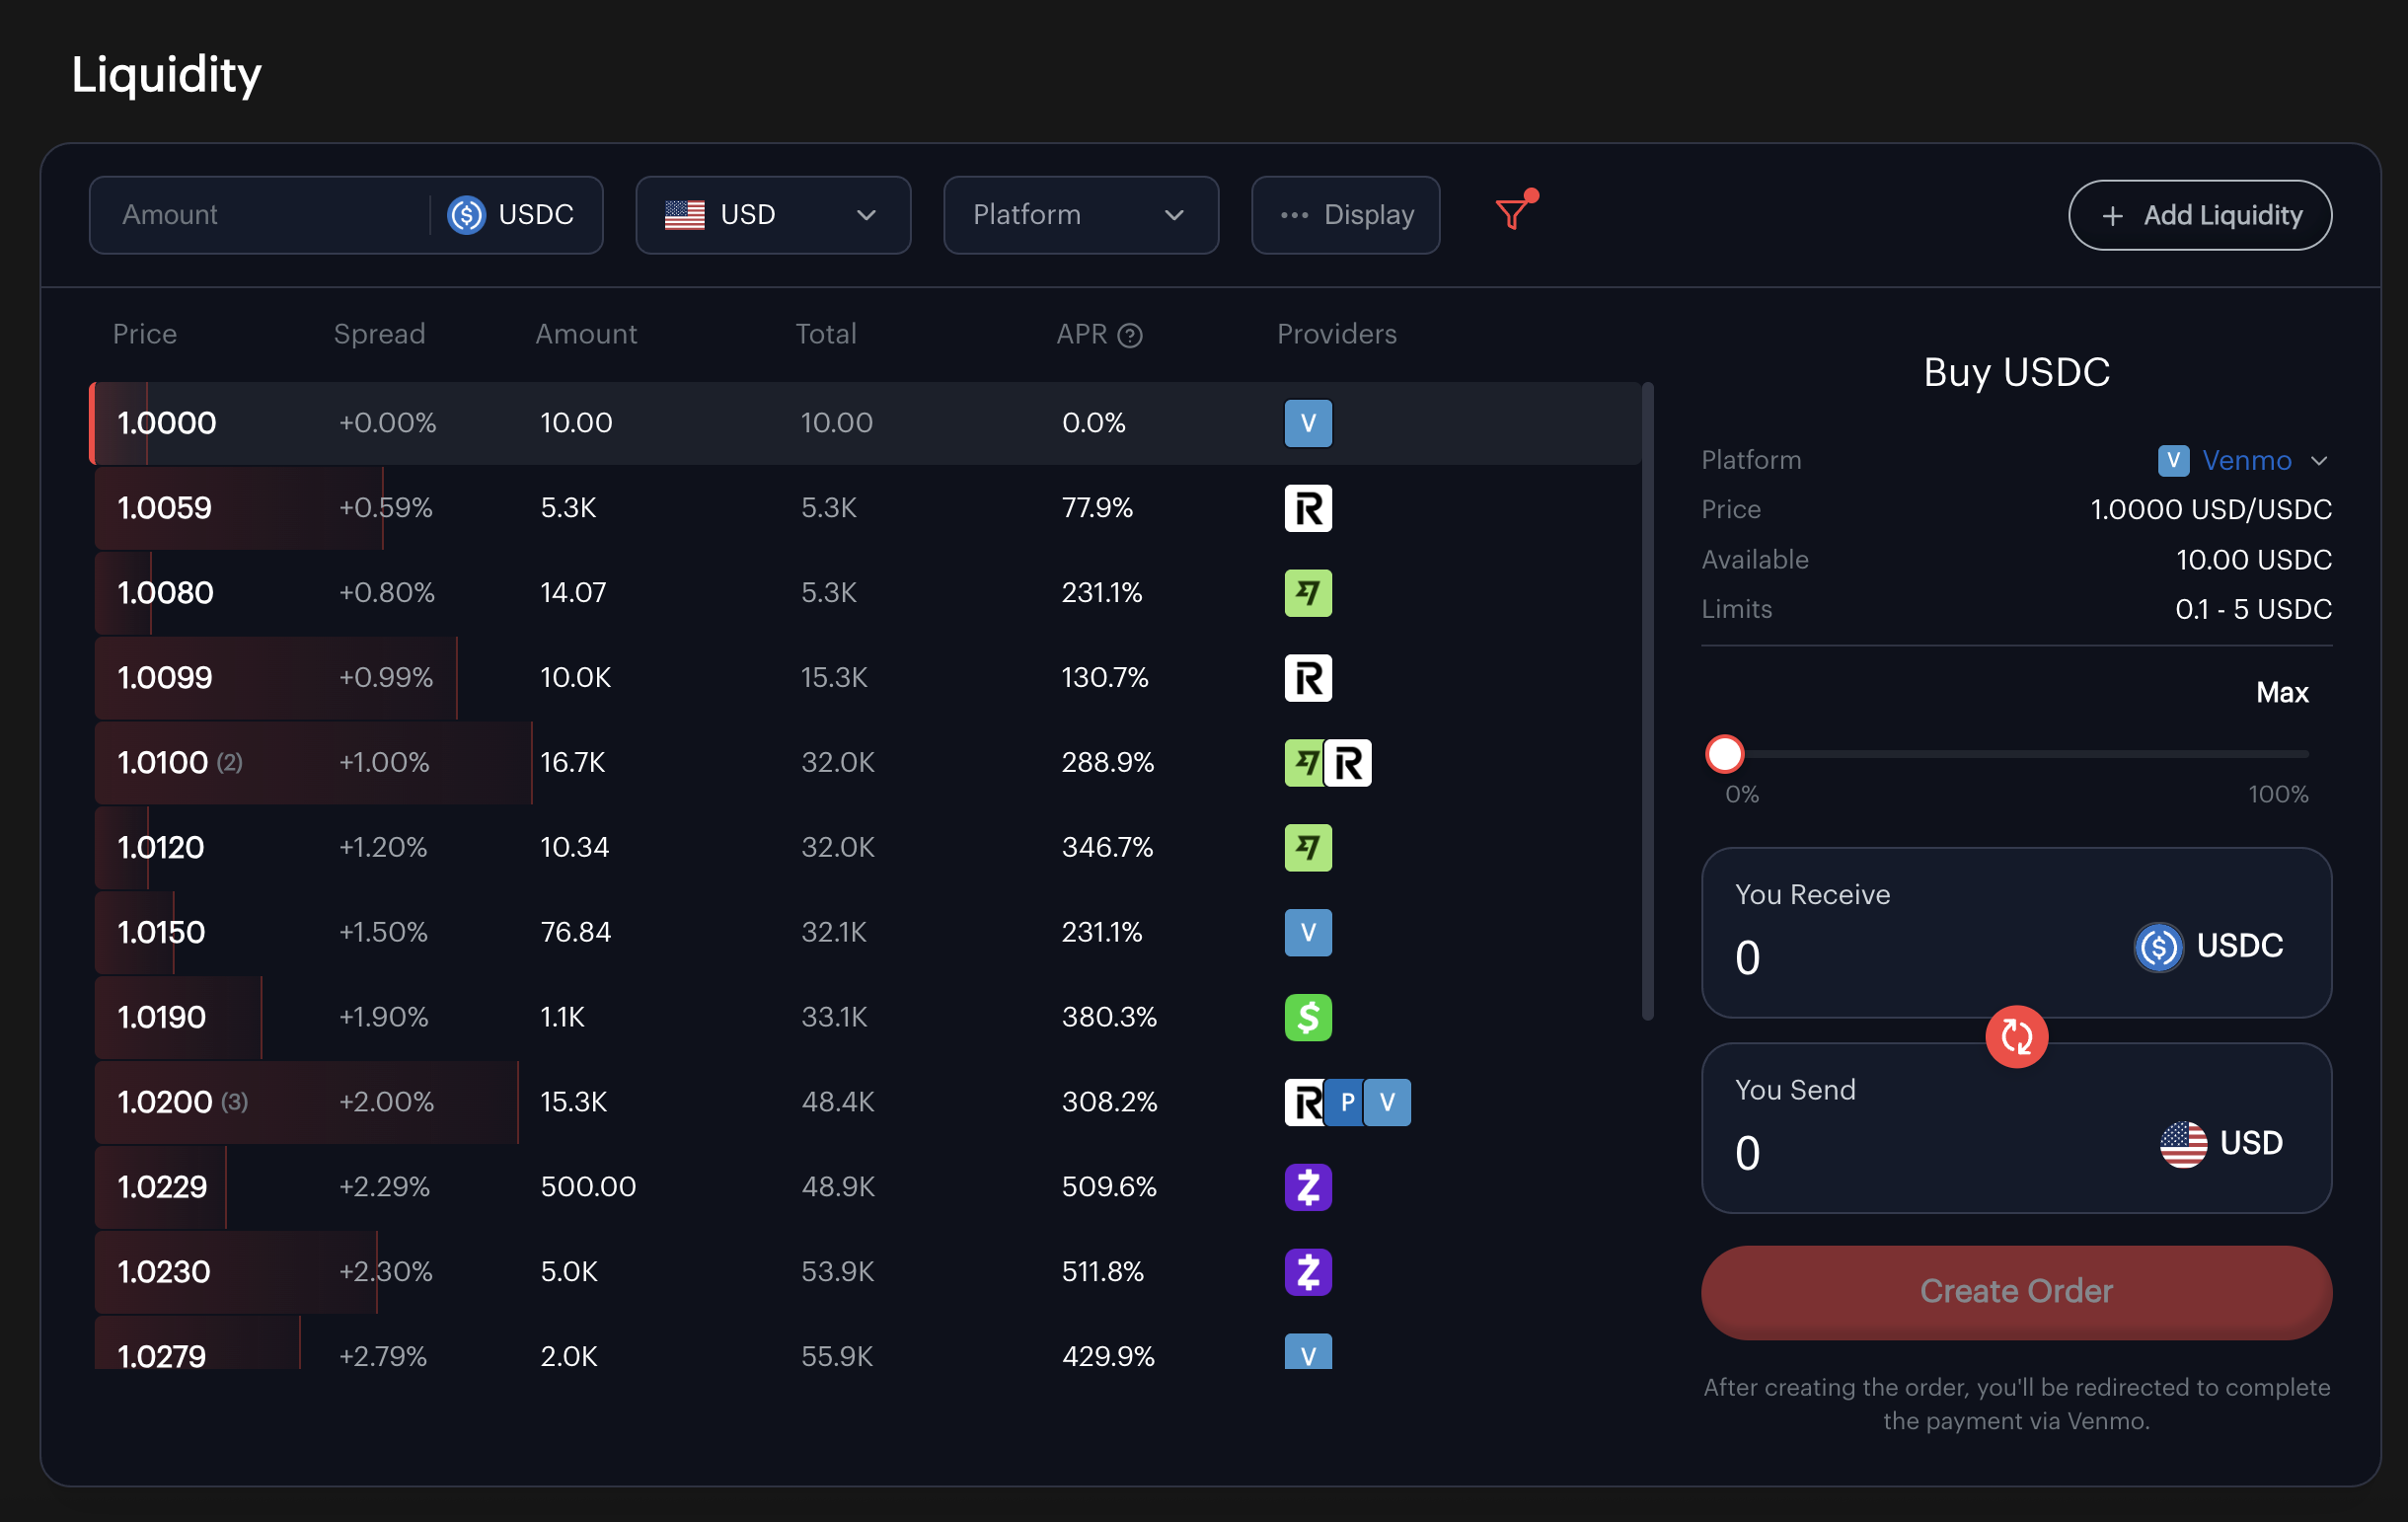 Liquidity
Amount USDC USD Platform Display + Add Liquidity
Price Spread Amount Total APR ? Providers
1.0000 +0.00% 10.00 10.00 0.0% V
1.0059 +0.59% 5.3K 5.3K 77.9% R
1.0080 +0.80% 14.07 5.3K 231.1%
1.0099 +0.99% 10.0K 15.3K 130.7% R
1.0100 (2) +1.00% 16.7K 32.0K 288.9% R
1.0120 +1.20% 10.34 32.0K 346.7%
1.0150 +1.50% 76.84 32.1K 231.1% V
1.0190 +1.90% 1.1K 33.1K 380.3% $
1.0200 (3) +2.00% 15.3K 48.4K 308.2% R P V
1.0229 +2.29% 500.00 48.9K 509.6% Z
1.0230 +2.30% 5.0K 53.9K 511.8% Z
1.0279 +2.79% 2.0K 55.9K 429.9% V
Buy USDC
Platform V Venmo
Price 1.0000 USD/USDC
Available 10.00 USDC
Limits 0.1 - 5 USDC
Max
0% 100%
You Receive
0 USDC
You Send
0 USD
Create Order
After creating the order, you'll be redirected to complete
the payment via Venmo.